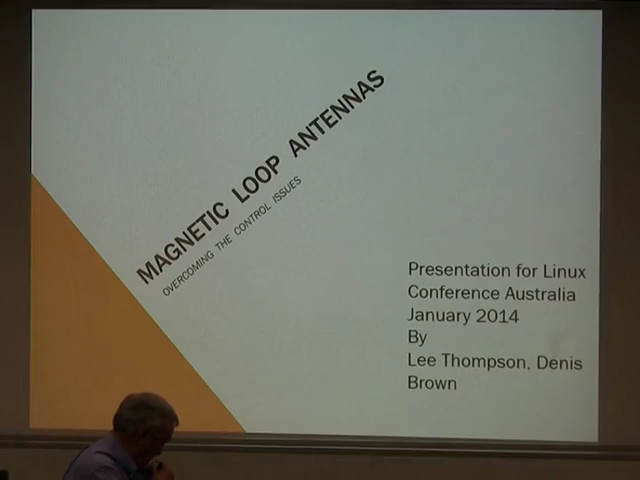 MAGNETIC LOOP ANTENNAS
OVERCOMING THE CONTROL ISSUES
Presentation for Linux
Conference Australia
January 2014
By
Lee Thompson, Denis
Brown